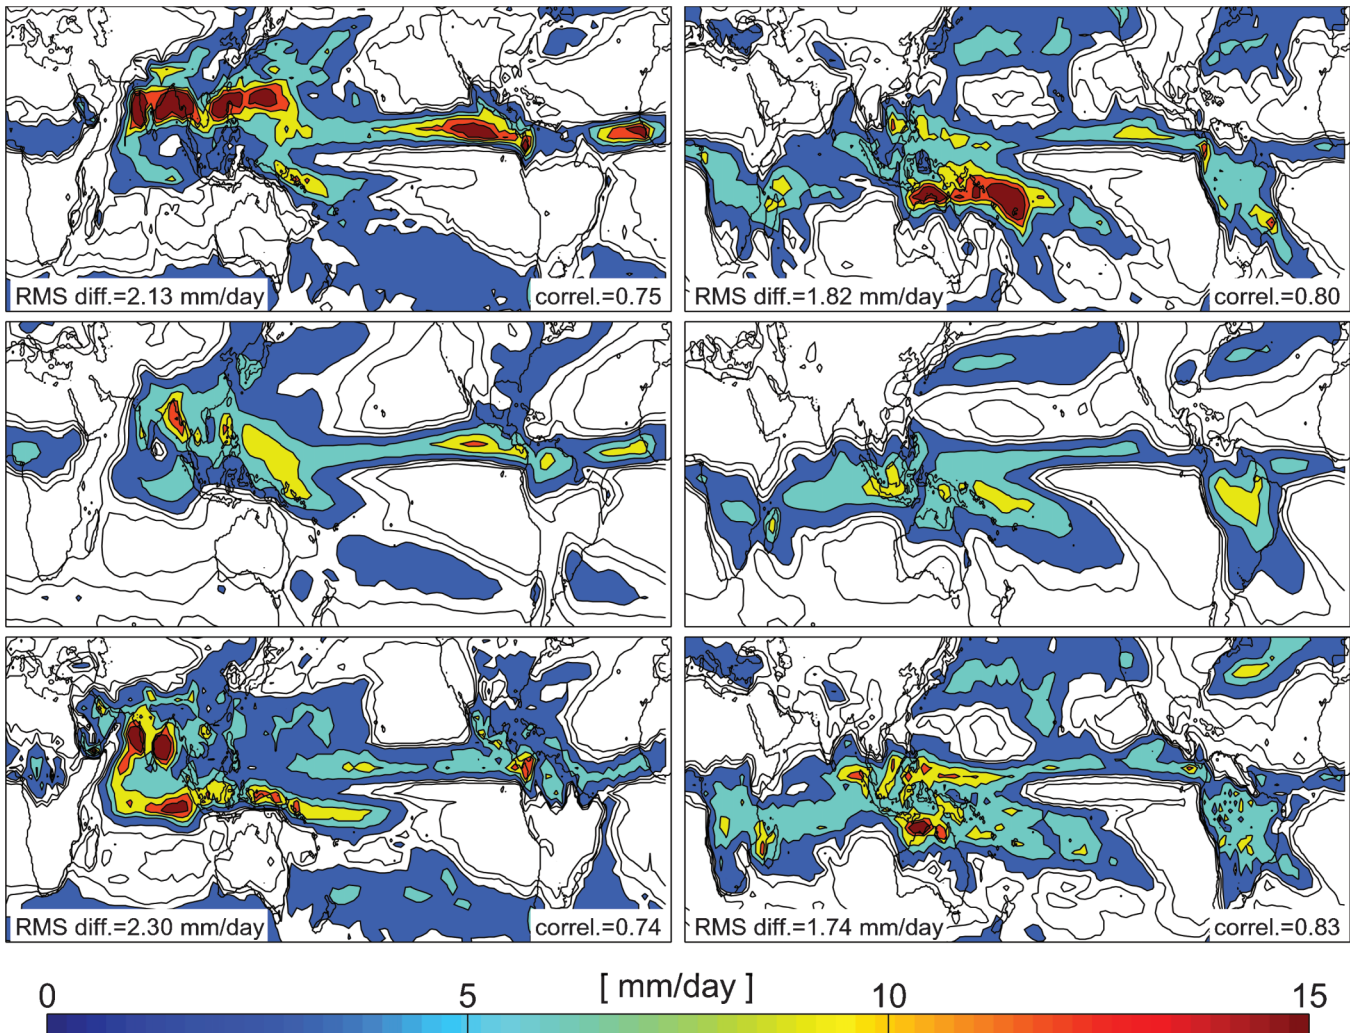 RMS diff.=2.13 mm/day correl.=0.75
RMS diff.=1.82 mm/day correl.=0.80
RMS diff.=2.30 mm/day correl.=0.74
RMS diff.=1.74 mm/day correl.=0.83
0 5 [ mm/day ] 10 15